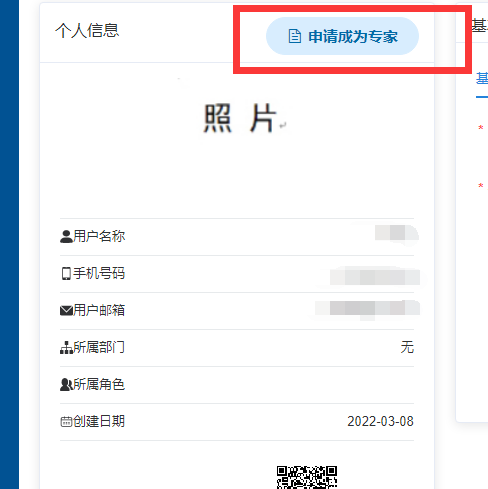 个人信息
申请成为专家
照 片
用户名称
手机号码
用户邮箱
所属部门 无
所属角色
创建日期 2022-03-08
基
基
*
*